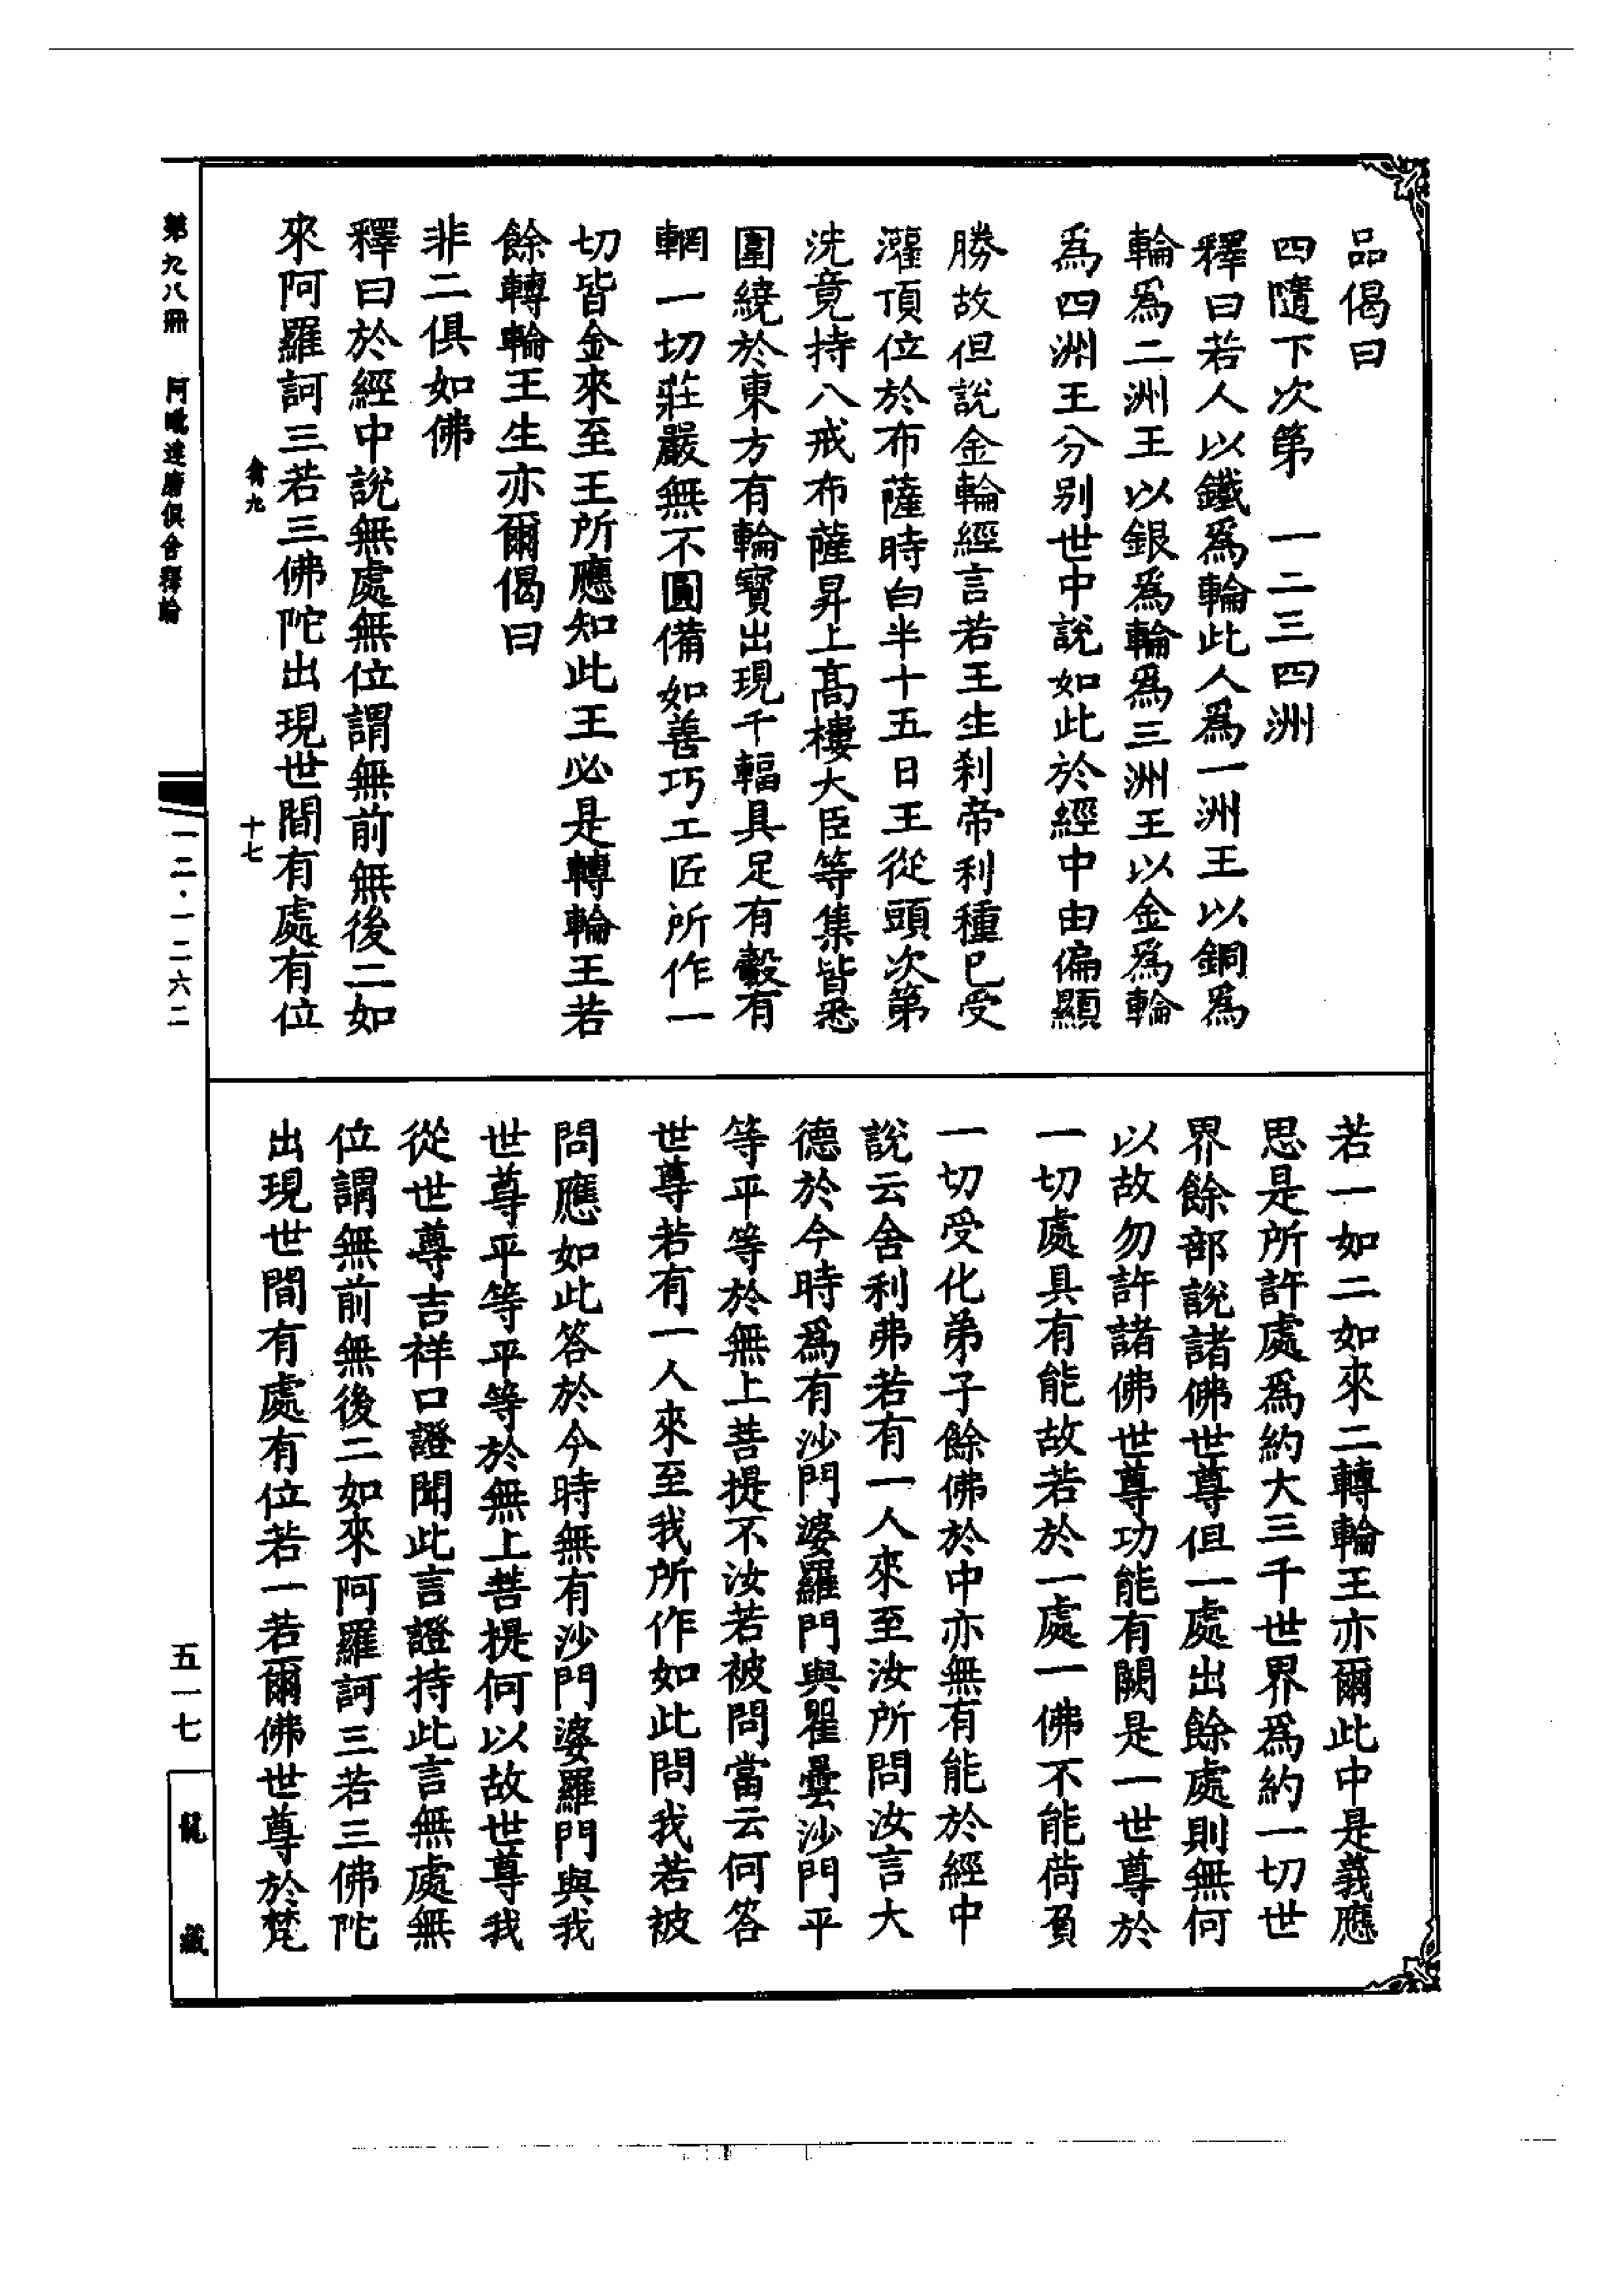 品偈曰
四隨下次第　一二三四洲
釋曰若人以鐵爲輪此人爲一洲王以銅爲
輪爲二洲王以銀爲輪爲三洲王以金爲輪
爲四洲王分別世中說如此於經中由偏顯
勝故但說金輪經言若王生刹帝利種已受
灌頂位於布薩時白半十五日王從頭次第
洗竟持八戒布薩昇上高樓大臣等集皆悉
圍繞於東方有輪寶出現千輻具足有轂有
輞一切莊嚴無不圓備如善巧工匠所作一
切皆金來至王所應知此王必是轉輪王若
餘轉輪王生亦爾偈曰
非二俱如佛
釋曰於經中說無處無位謂無前無後二如
來阿羅訶三若三佛陀出現世間有處有位
禽九
十七
若一如二如來二轉輪王亦爾此中是義應
思是所許處爲約大三千世界爲約一切世
界餘部說諸佛世尊但一處出餘處則無何
以故勿許諸佛世尊功能有闕是一世尊於
一切處具有能故若於一處一佛不能荷負
一切受化弟子餘佛於中亦無有能於經中
說云舍利弗若有一人來至汝所問汝言大
德於今時爲有沙門婆羅門與瞿曇沙門平
等平等於無上菩提不汝若被問當云何答
世尊若有一人來至我所作如此問我若被
問應如此答於今時無有沙門婆羅門與我
世尊平等平等於無上菩提何以故世尊我
從世尊吉祥口證聞此言證持此言無處無
位謂無前無後二如來阿羅訶三若三佛陀
出現世間有處有位若一若爾佛世尊於梵
第九八冊　阿毗達磨俱舍釋論
一二·一二六二
五一七
龍藏